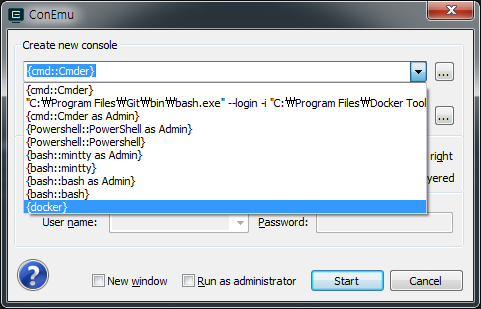 ConEmu
Create new console
{cmd::Cmder}
...
{cmd::Cmder}
"C:₩Program Files₩Git₩bin₩bash.exe" --login -i "C:₩Program Files₩Docker Tool
{cmd::Cmder as Admin}
{Powershell::PowerShell as Admin}
{Powershell::Powershell}
{bash::mintty as Admin}
{bash::mintty}
{bash::bash as Admin}
{bash::bash}
{docker}
...
right
yered
User name:
Password:
?
New window
Run as administrator
Start
Cancel